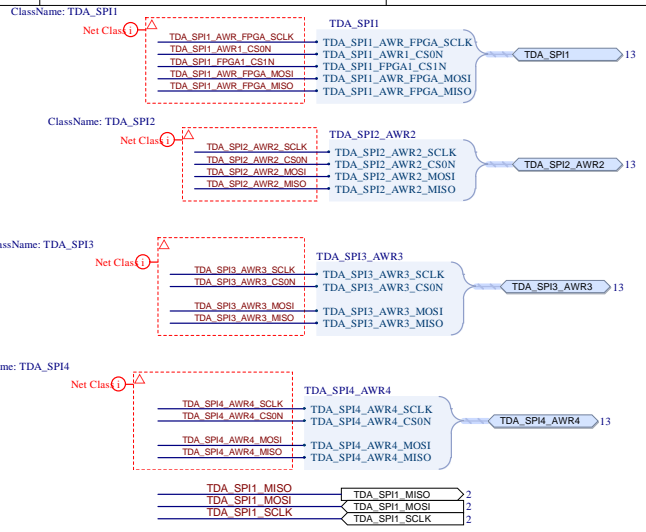 ClassName: TDA_SPI1
Net Class i
TDA_SPI1
TDA_SPI1_AWR_FPGA_SCLK TDA_SPI1_AWR_FPGA_SCLK
TDA_SPI1_AWR1_CS0N TDA_SPI1_AWR1_CS0N
TDA_SPI1_FPGA1_CS1N TDA_SPI1_FPGA1_CS1N
TDA_SPI1_AWR_FPGA_MOSI TDA_SPI1_AWR_FPGA_MOSI
TDA_SPI1_AWR_FPGA_MISO TDA_SPI1_AWR_FPGA_MISO
TDA_SPI1 13
ClassName: TDA_SPI2
Net Class i
TDA_SPI2_AWR2
TDA_SPI2_AWR2_SCLK TDA_SPI2_AWR2_SCLK
TDA_SPI2_AWR2_CS0N TDA_SPI2_AWR2_CS0N
TDA_SPI2_AWR2_MOSI TDA_SPI2_AWR2_MOSI
TDA_SPI2_AWR2_MISO TDA_SPI2_AWR2_MISO
TDA_SPI2_AWR2 13
assName: TDA_SPI3
Net Class i
TDA_SPI3_AWR3
TDA_SPI3_AWR3_SCLK TDA_SPI3_AWR3_SCLK
TDA_SPI3_AWR3_CS0N TDA_SPI3_AWR3_CS0N
TDA_SPI3_AWR3_MOSI TDA_SPI3_AWR3_MOSI
TDA_SPI3_AWR3_MISO TDA_SPI3_AWR3_MISO
TDA_SPI3_AWR3 13
me: TDA_SPI4
Net Class i
TDA_SPI4_AWR4
TDA_SPI4_AWR4_SCLK TDA_SPI4_AWR4_SCLK
TDA_SPI4_AWR4_CS0N TDA_SPI4_AWR4_CS0N
TDA_SPI4_AWR4_MOSI TDA_SPI4_AWR4_MOSI
TDA_SPI4_AWR4_MISO TDA_SPI4_AWR4_MISO
TDA_SPI4_AWR4 13
TDA_SPI1_MISO TDA_SPI1_MISO 2
TDA_SPI1_MOSI TDA_SPI1_MOSI 2
TDA_SPI1_SCLK TDA_SPI1_SCLK 2